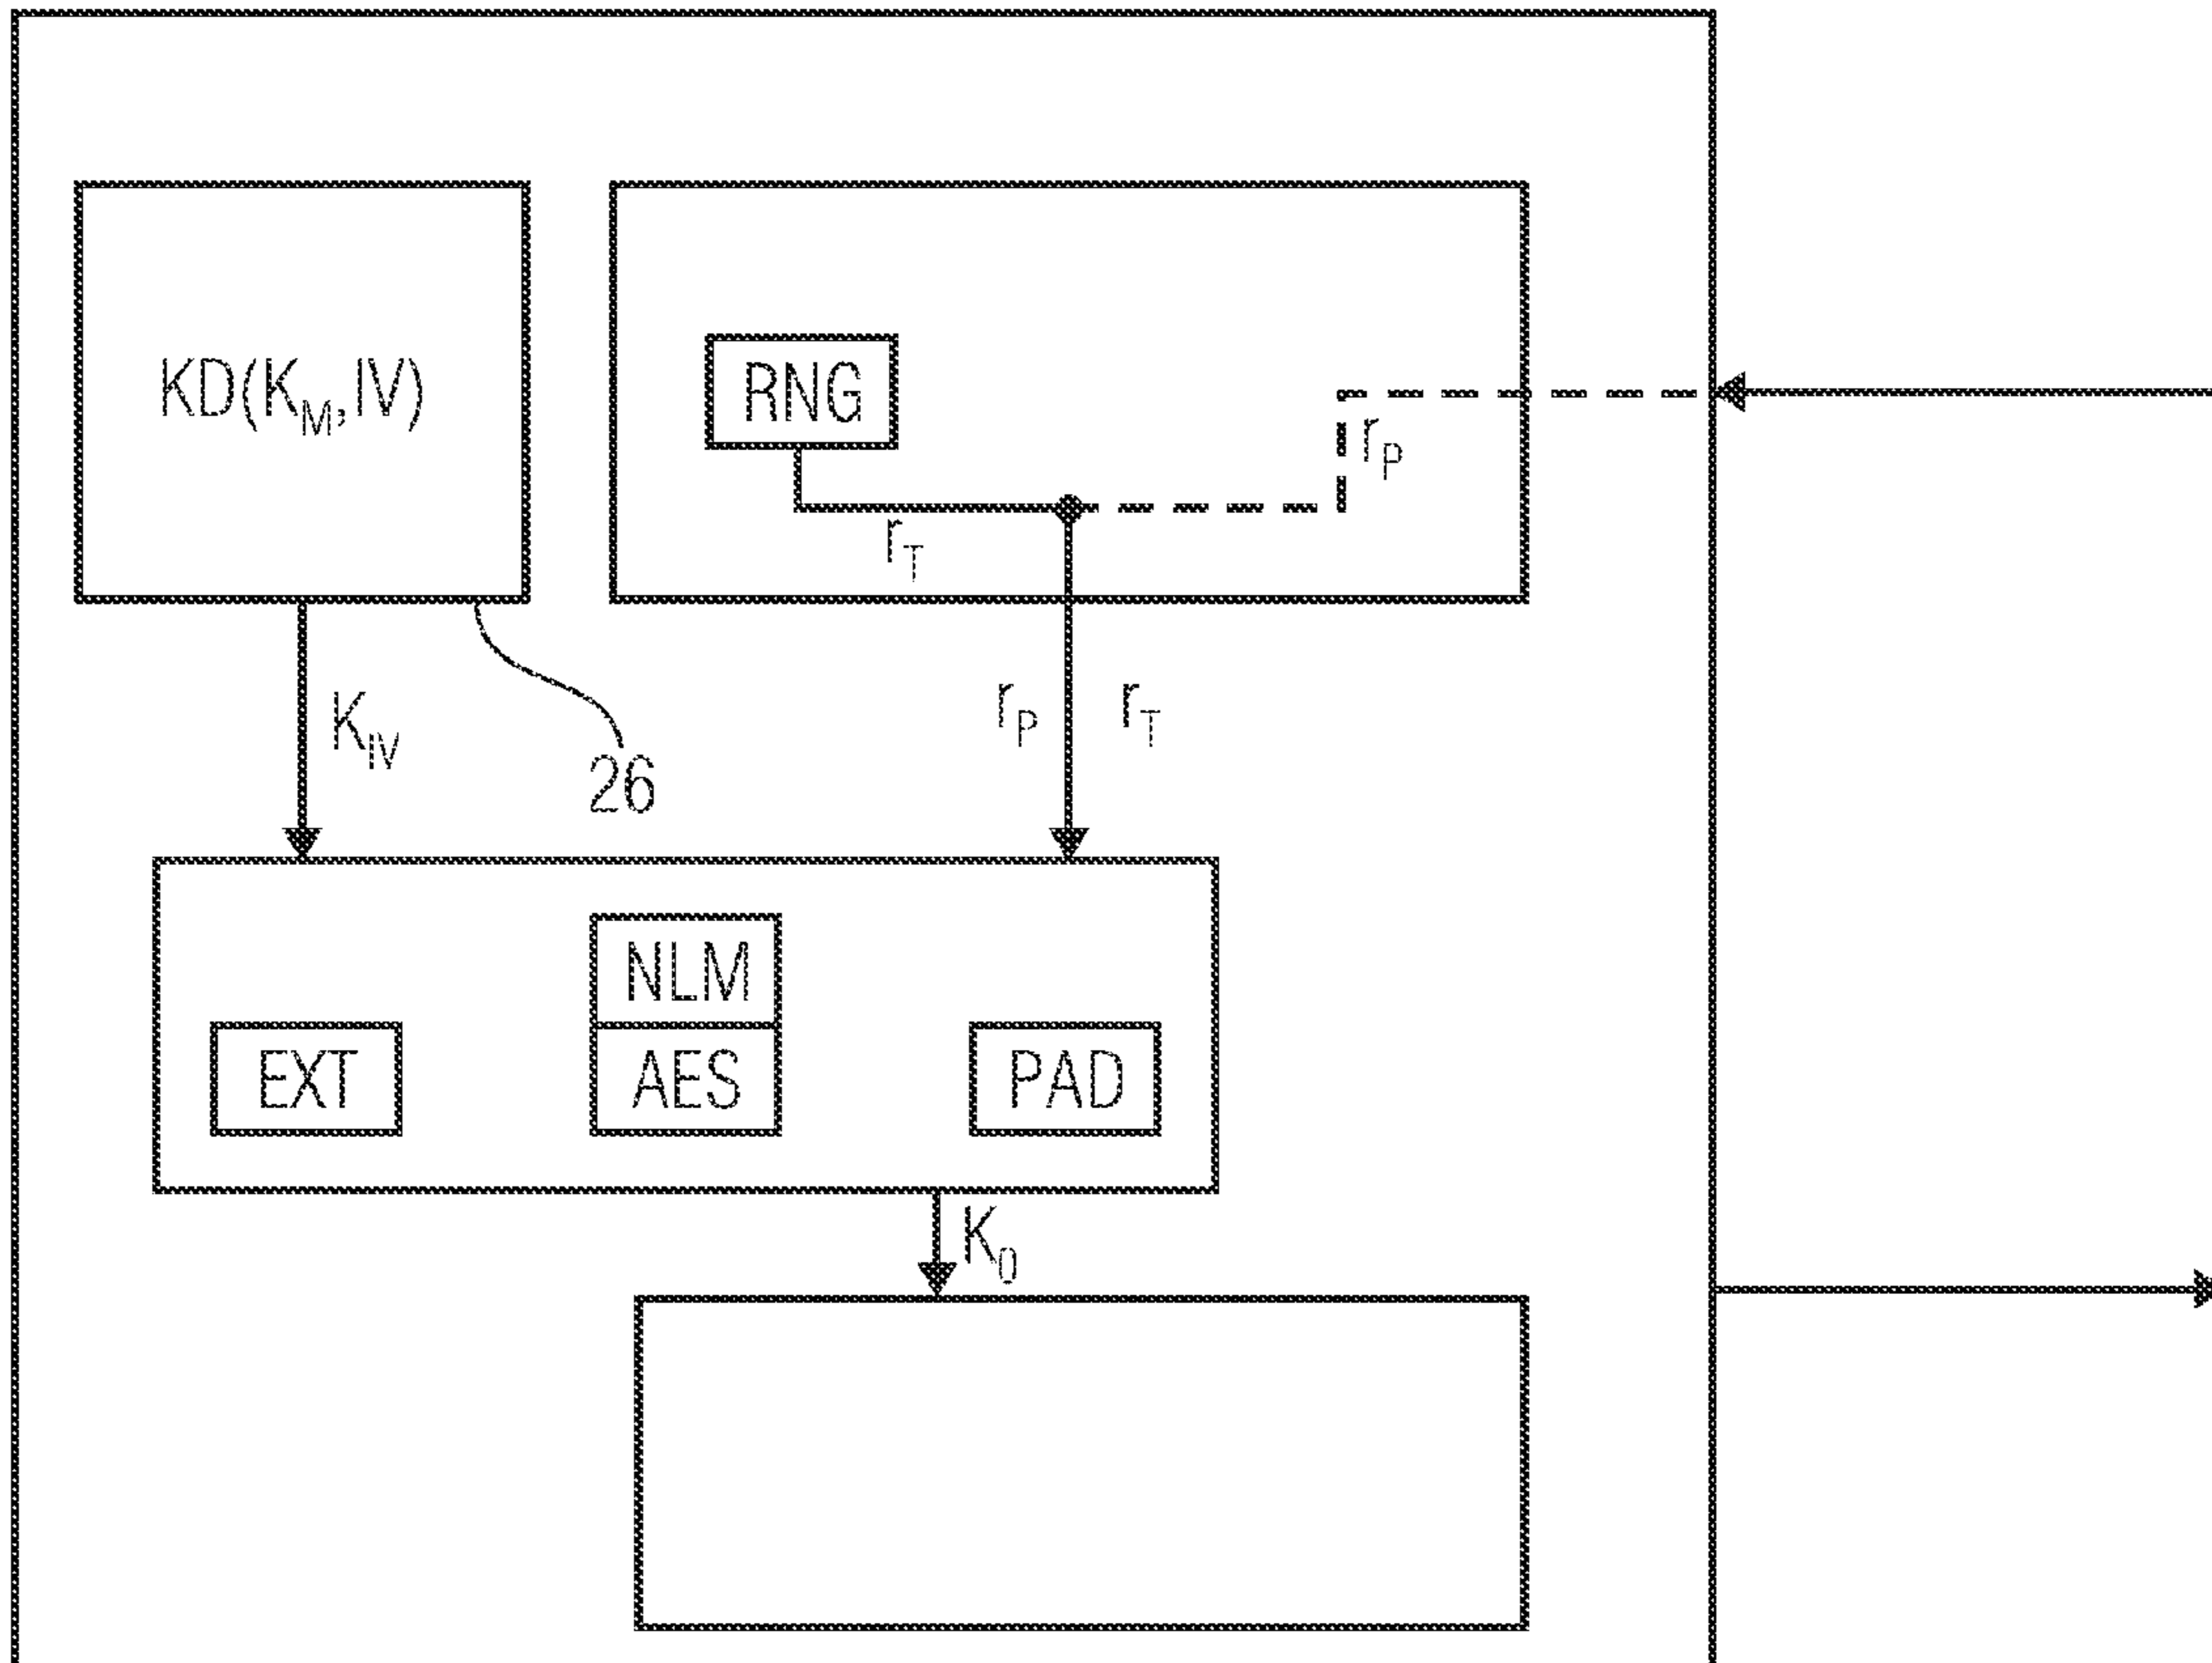 KD(K_M, IV)
RNG
r_P
r_T
K_IV
r_P r_T
26
NLM
EXT AES PAD
K_0